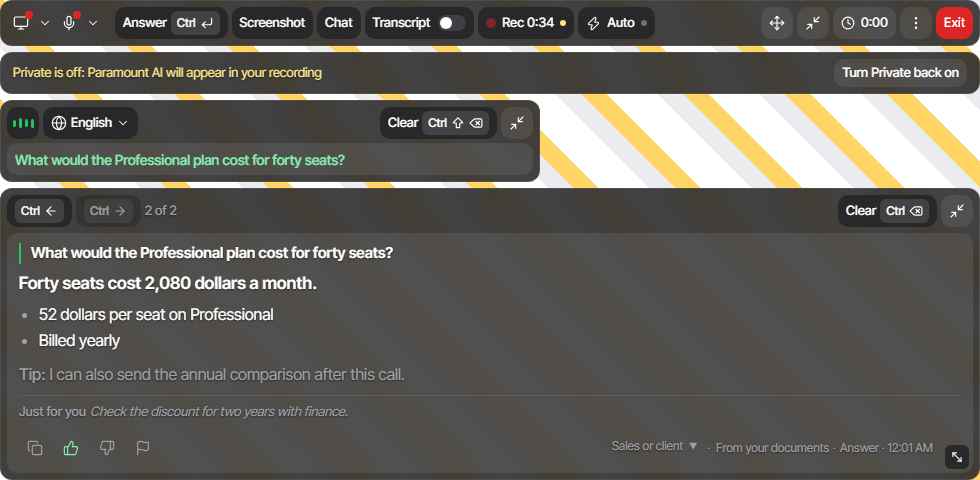 Answer Ctrl Screenshot Chat Transcript Rec 0:34 Auto 0:00 Exit
Private is off: Paramount AI will appear in your recording Turn Private back on
English Clear Ctrl
What would the Professional plan cost for forty seats?
Ctrl Ctrl 2 of 2 Clear Ctrl
What would the Professional plan cost for forty seats?
Forty seats cost 2,080 dollars a month.
• 52 dollars per seat on Professional
• Billed yearly
Tip: I can also send the annual comparison after this call.
Just for you Check the discount for two years with finance.
Sales or client ▼ · From your documents · Answer · 12:01 AM